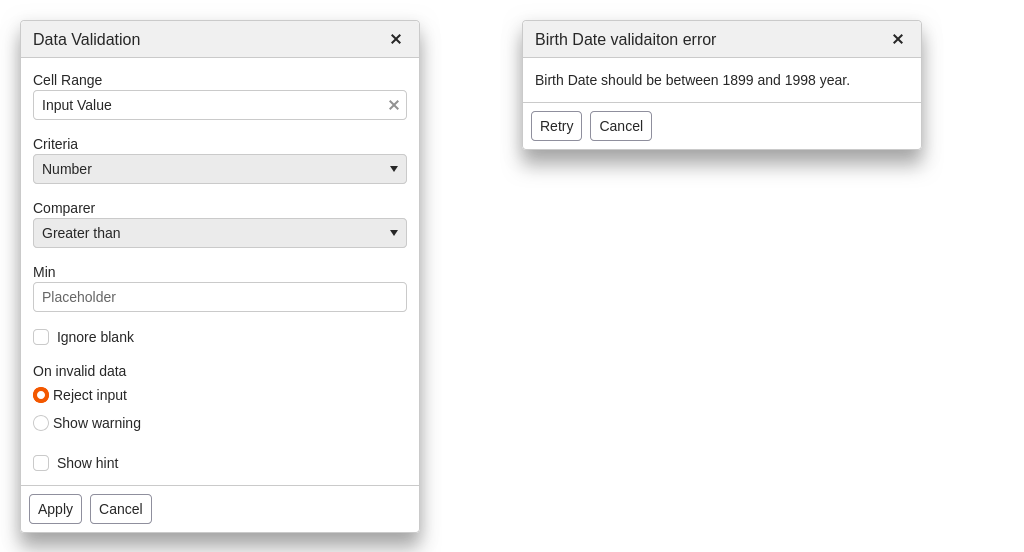 Data Validation
Cell Range
Input Value
Criteria
Number
Comparer
Greater than
Min
Placeholder
Ignore blank
On invalid data
Reject input
Show warning
Show hint
Apply Cancel
Birth Date validaiton error
Birth Date should be between 1899 and 1998 year.
Retry Cancel